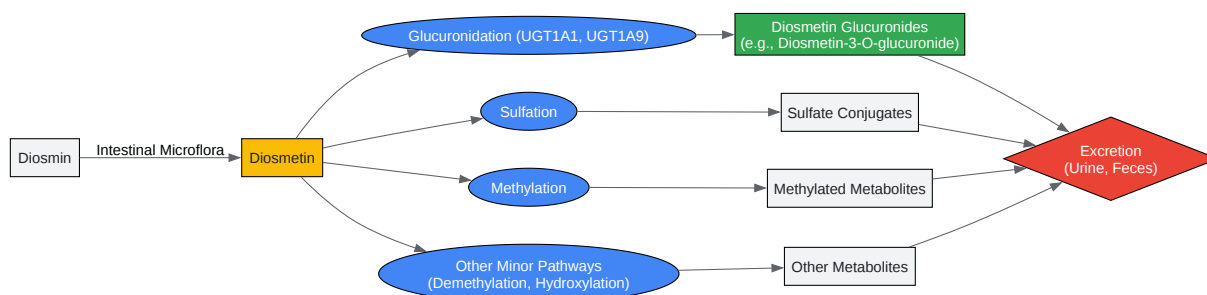 Diosmin
Intestinal Microflora
Diosmetin
Glucuronidation (UGT1A1, UGT1A9)
Diosmetin Glucuronides
(e.g., Diosmetin-3-O-glucuronide)
Sulfation
Sulfate Conjugates
Methylation
Methylated Metabolites
Other Minor Pathways
(Demethylation, Hydroxylation)
Other Metabolites
Excretion
(Urine, Feces)